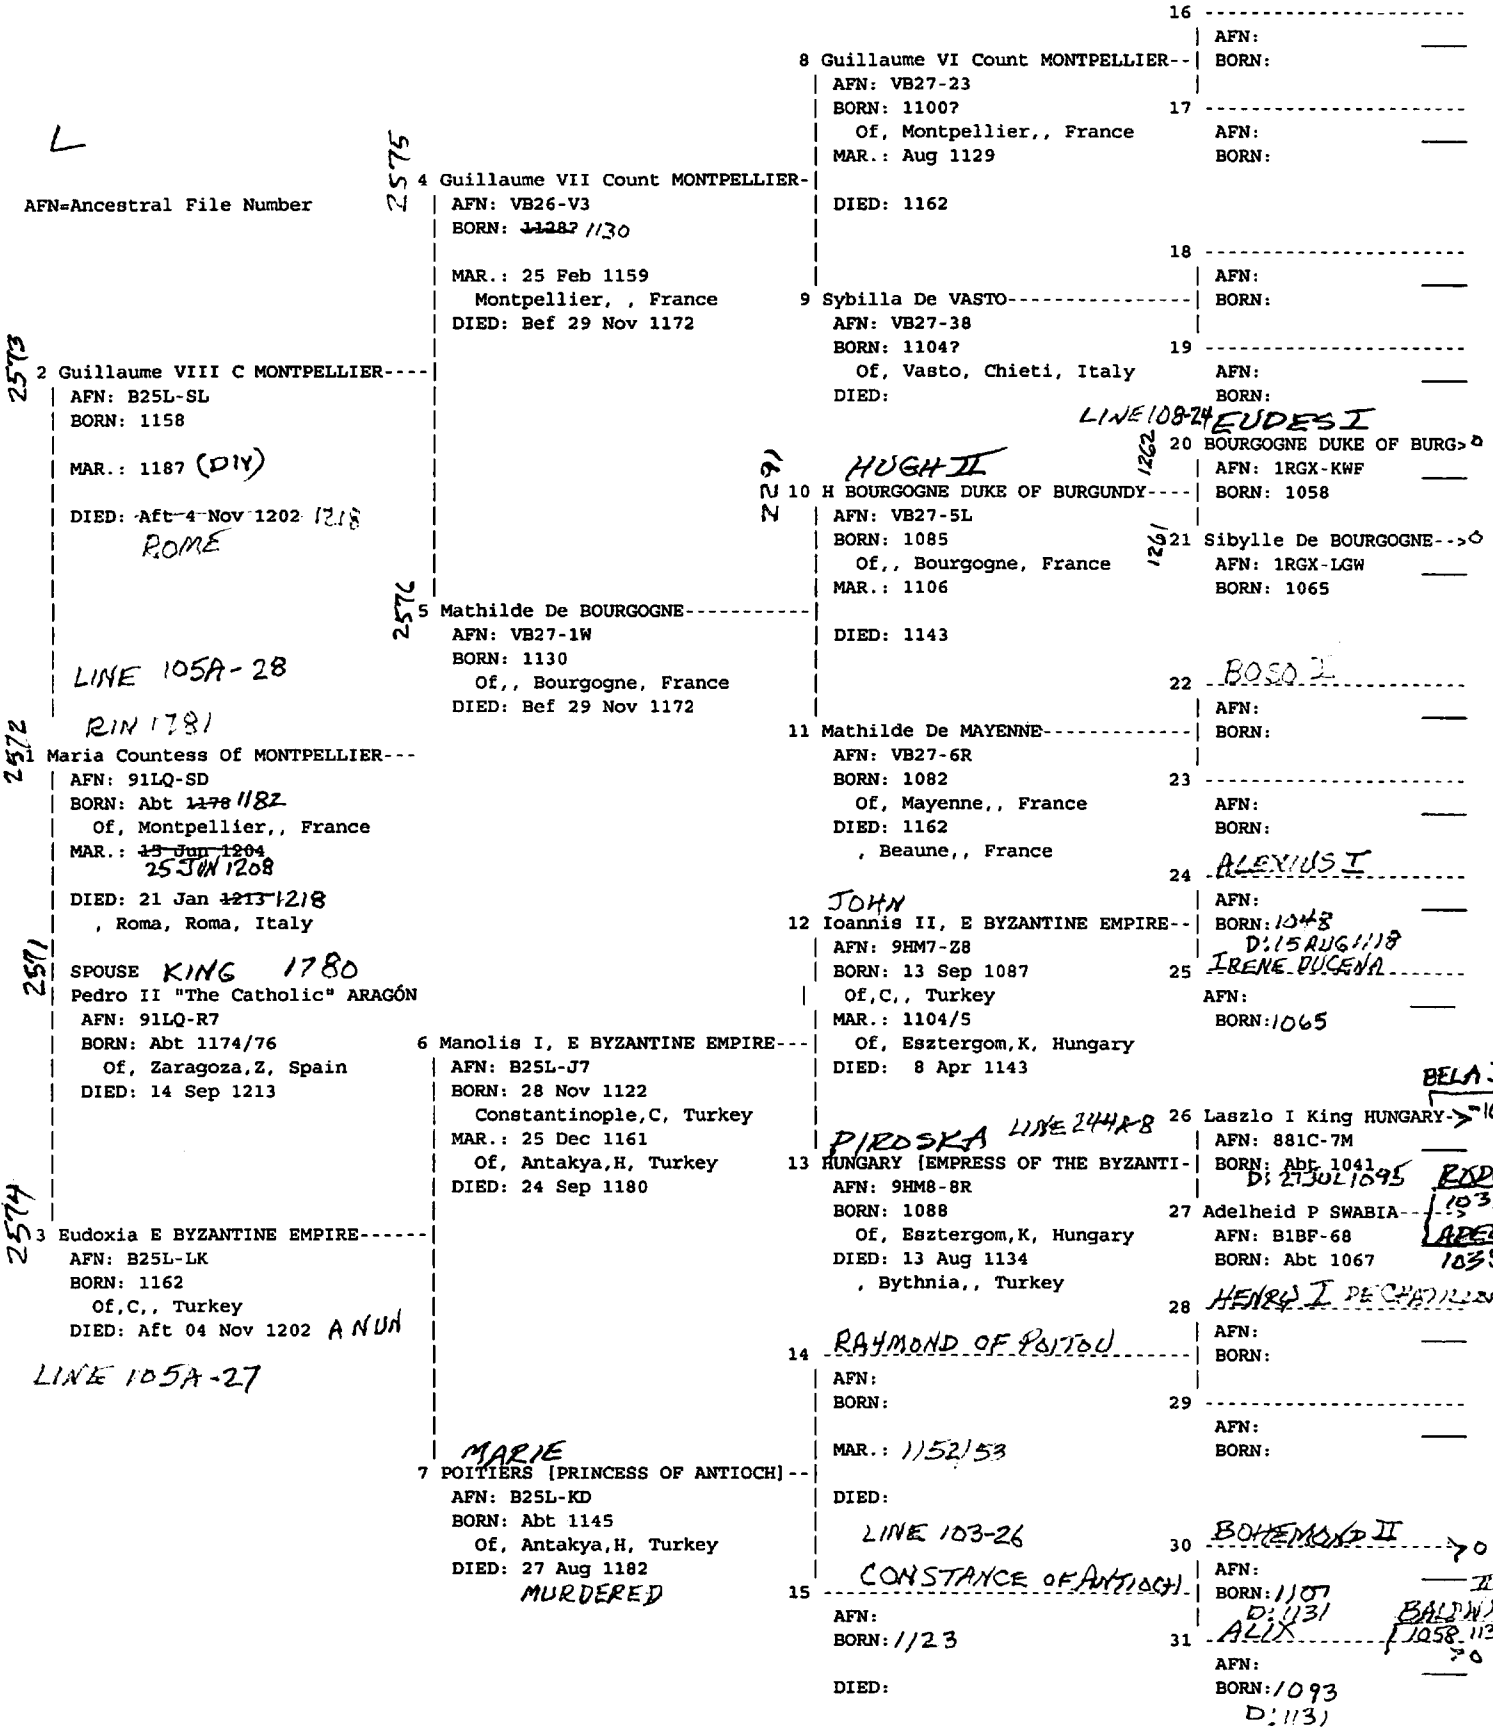 L
AFN=Ancestral File Number
2573
2 Guillaume VIII C MONTPELLIER----
AFN: B25L-SL
BORN: 1158
MAR.: 1187 (DIV)
DIED: Aft 4 Nov 1202 1218
ROME
LINE 105A-28
RIN 1781
2572
1 Maria Countess Of MONTPELLIER---
AFN: 91LQ-SD
BORN: Abt 1178 1182
Of, Montpellier,, France
MAR.: 15 Jun 1204
25 JUN 1208
DIED: 21 Jan 1213 1218
, Roma, Roma, Italy
2571
SPOUSE KING 1780
Pedro II "The Catholic" ARAGÓN
AFN: 91LQ-R7
BORN: Abt 1174/76
Of, Zaragoza,Z, Spain
DIED: 14 Sep 1213
2574
3 Eudoxia E BYZANTINE EMPIRE------
AFN: B25L-LK
BORN: 1162
Of,C,, Turkey
DIED: Aft 04 Nov 1202 A NUN
LINE 105A-27
2575
4 Guillaume VII Count MONTPELLIER-
AFN: VB26-V3
BORN: 1128? 1130
MAR.: 25 Feb 1159
Montpellier, , France
DIED: Bef 29 Nov 1172
2576
5 Mathilde De BOURGOGNE-----------
AFN: VB27-1W
BORN: 1130
Of,, Bourgogne, France
DIED: Bef 29 Nov 1172
6 Manolis I, E BYZANTINE EMPIRE---
AFN: B25L-J7
BORN: 28 Nov 1122
Constantinople,C, Turkey
MAR.: 25 Dec 1161
Of, Antakya,H, Turkey
DIED: 24 Sep 1180
MARIE
7 POITIERS [PRINCESS OF ANTIOCH]--
AFN: B25L-KD
BORN: Abt 1145
Of, Antakya,H, Turkey
DIED: 27 Aug 1182
MURDERED
8 Guillaume VI Count MONTPELLIER--
AFN: VB27-23
BORN: 1100?
Of, Montpellier,, France
MAR.: Aug 1129
DIED: 1162
9 Sybilla De VASTO----------------
AFN: VB27-38
BORN: 1104?
Of, Vasto, Chieti, Italy
DIED:
2291
HUGH II
10 H BOURGOGNE DUKE OF BURGUNDY----
AFN: VB27-5L
BORN: 1085
Of,, Bourgogne, France
MAR.: 1106
DIED: 1143
11 Mathilde De MAYENNE-------------
AFN: VB27-6R
BORN: 1082
Of, Mayenne,, France
DIED: 1162
, Beaune,, France
JOHN
12 Ioannis II, E BYZANTINE EMPIRE--
AFN: 9HM7-Z8
BORN: 13 Sep 1087
Of,C,, Turkey
MAR.: 1104/5
Of, Esztergom,K, Hungary
DIED: 8 Apr 1143
PIROSKA LINE 244A-8
13 HUNGARY [EMPRESS OF THE BYZANTI-
AFN: 9HM8-8R
BORN: 1088
Of, Esztergom,K, Hungary
DIED: 13 Aug 1134
, Bythnia,, Turkey
14 RAYMOND OF POITOU
AFN:
BORN:
MAR.: 1152/53
DIED:
LINE 103-26
CONSTANCE OF ANTIOCH
15
AFN:
BORN: 1123
DIED:
16 ----------------------
AFN:
BORN:
17 ----------------------
AFN:
BORN:
18 ----------------------
AFN:
BORN:
19 ----------------------
AFN:
BORN:
LINE 108-24 EUDES I
1262
20 BOURGOGNE DUKE OF BURG> 0
AFN: 1RGX-KWF
BORN: 1058
1261
21 Sibylle De BOURGOGNE--> 0
AFN: 1RGX-LGW
BORN: 1065
22 BOSO I
AFN:
BORN:
23 ----------------------
AFN:
BORN:
24 ALEXIUS I
AFN:
BORN: 1048
D: 15 AUG 1118
25 IRENE DUCENA
AFN:
BORN: 1065
BELA
26 Laszlo I King HUNGARY->
AFN: 881C-7M
BORN: Abt 1041
D: 27 JUL 1095
27 Adelheid P SWABIA-----
AFN: B1BF-68
BORN: Abt 1067
28 HENRY I DE CHATILLON
AFN:
BORN:
29 ----------------------
AFN:
BORN:
30 BOHEMOND II >0
AFN:
BORN: 1107
D: 1131
31 ALIX >0
AFN:
BORN: 1093
D: 1131